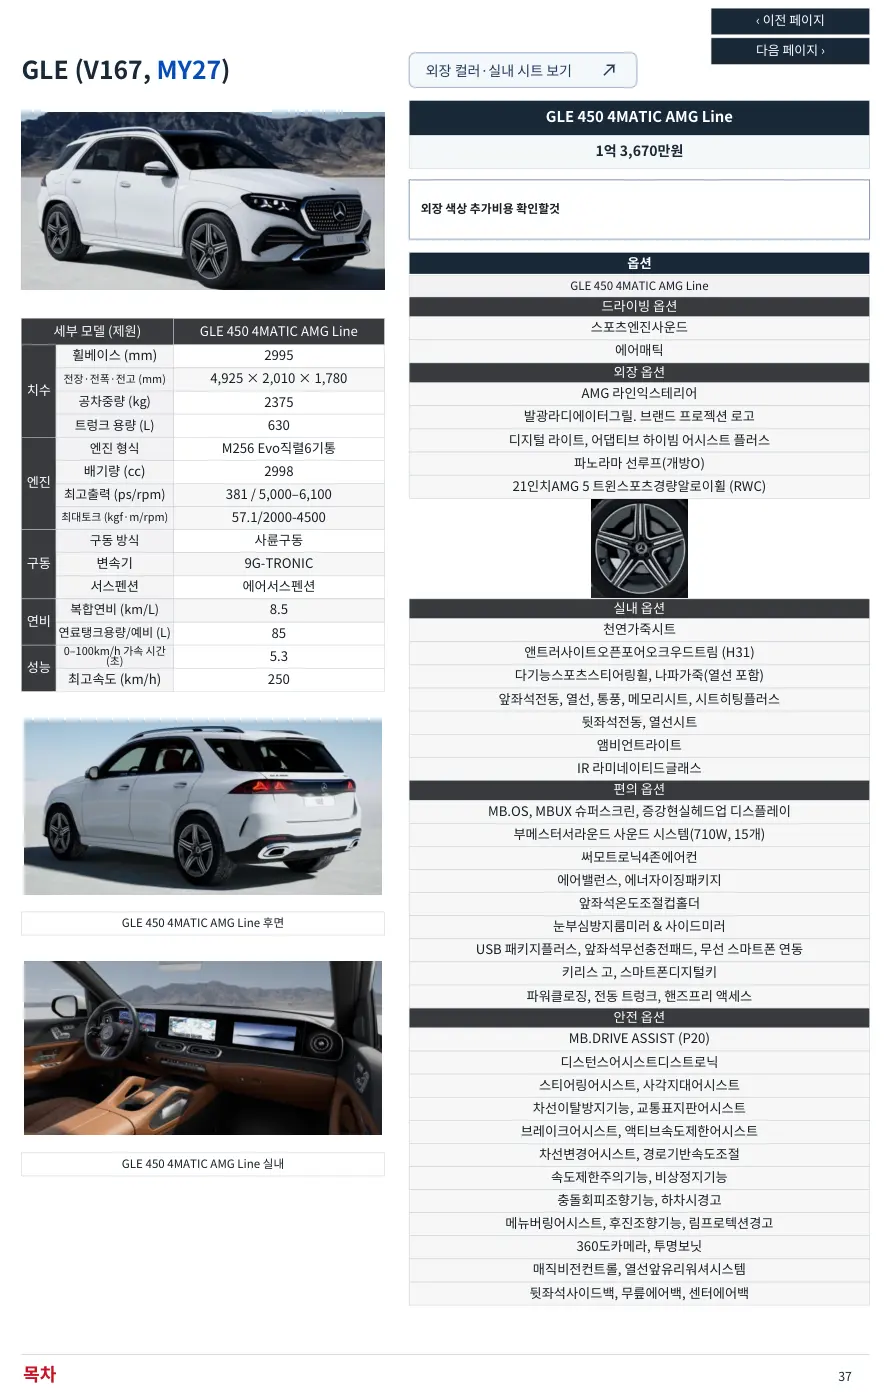 ‹ 이전 페이지
다음 페이지 ›
GLE (V167, MY27)
외장 컬러·실내 시트 보기
GLE 450 4MATIC AMG Line
1억 3,670만원
외장 색상 추가비용 확인할것
세부 모델 (제원) GLE 450 4MATIC AMG Line
치수
휠베이스 (mm) 2995
전장·전폭·전고 (mm) 4,925 × 2,010 × 1,780
공차중량 (kg) 2375
트렁크 용량 (L) 630
엔진
엔진 형식 M256 Evo직렬6기통
배기량 (cc) 2998
최고출력 (ps/rpm) 381 / 5,000–6,100
최대토크 (kgf·m/rpm) 57.1/2000-4500
구동
구동 방식 사륜구동
변속기 9G-TRONIC
서스펜션 에어서스펜션
연비
복합연비 (km/L) 8.5
연료탱크용량/예비 (L) 85
성능
0–100km/h 가속 시간
(초) 5.3
최고속도 (km/h) 250
GLE 450 4MATIC AMG Line 후면
GLE 450 4MATIC AMG Line 실내
옵션
GLE 450 4MATIC AMG Line
드라이빙 옵션
스포츠엔진사운드
에어매틱
외장 옵션
AMG 라인익스테리어
발광라디에이터그릴. 브랜드 프로젝션 로고
디지털 라이트, 어댑티브 하이빔 어시스트 플러스
파노라마 선루프(개방O)
21인치AMG 5 트윈스포츠경량알로이휠 (RWC)
실내 옵션
천연가죽시트
앤트러사이트오픈포어오크우드트림 (H31)
다기능스포츠스티어링휠, 나파가죽(열선 포함)
앞좌석전동, 열선, 통풍, 메모리시트, 시트히팅플러스
뒷좌석전동, 열선시트
앰비언트라이트
IR 라미네이티드글래스
편의 옵션
MB.OS, MBUX 슈퍼스크린, 증강현실헤드업 디스플레이
부메스터서라운드 사운드 시스템(710W, 15개)
써모트로닉4존에어컨
에어밸런스, 에너자이징패키지
앞좌석온도조절컵홀더
눈부심방지룸미러 & 사이드미러
USB 패키지플러스, 앞좌석무선충전패드, 무선 스마트폰 연동
키리스 고, 스마트폰디지털키
파워클로징, 전동 트렁크, 핸즈프리 액세스
안전 옵션
MB.DRIVE ASSIST (P20)
디스턴스어시스트디스트로닉
스티어링어시스트, 사각지대어시스트
차선이탈방지기능, 교통표지판어시스트
브레이크어시스트, 액티브속도제한어시스트
차선변경어시스트, 경로기반속도조절
속도제한주의기능, 비상정지기능
충돌회피조향기능, 하차시경고
메뉴버링어시스트, 후진조향기능, 림프로텍션경고
360도카메라, 투명보닛
매직비전컨트롤, 열선앞유리워셔시스템
뒷좌석사이드백, 무릎에어백, 센터에어백
목차
37